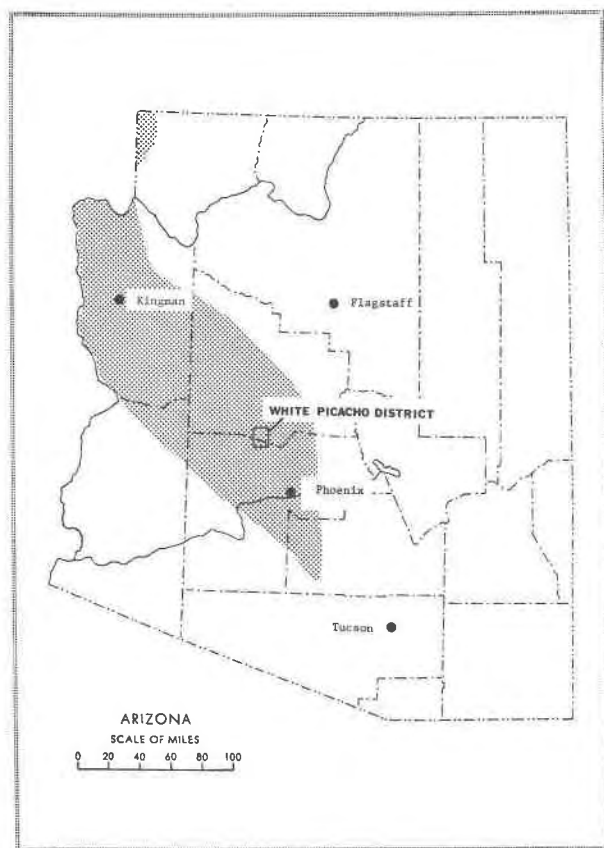 Kingman
Flagstaff
WHITE PICACHO DISTRICT
Phoenix
Tucson
ARIZONA
SCALE OF MILES
0 20 40 60 80 100